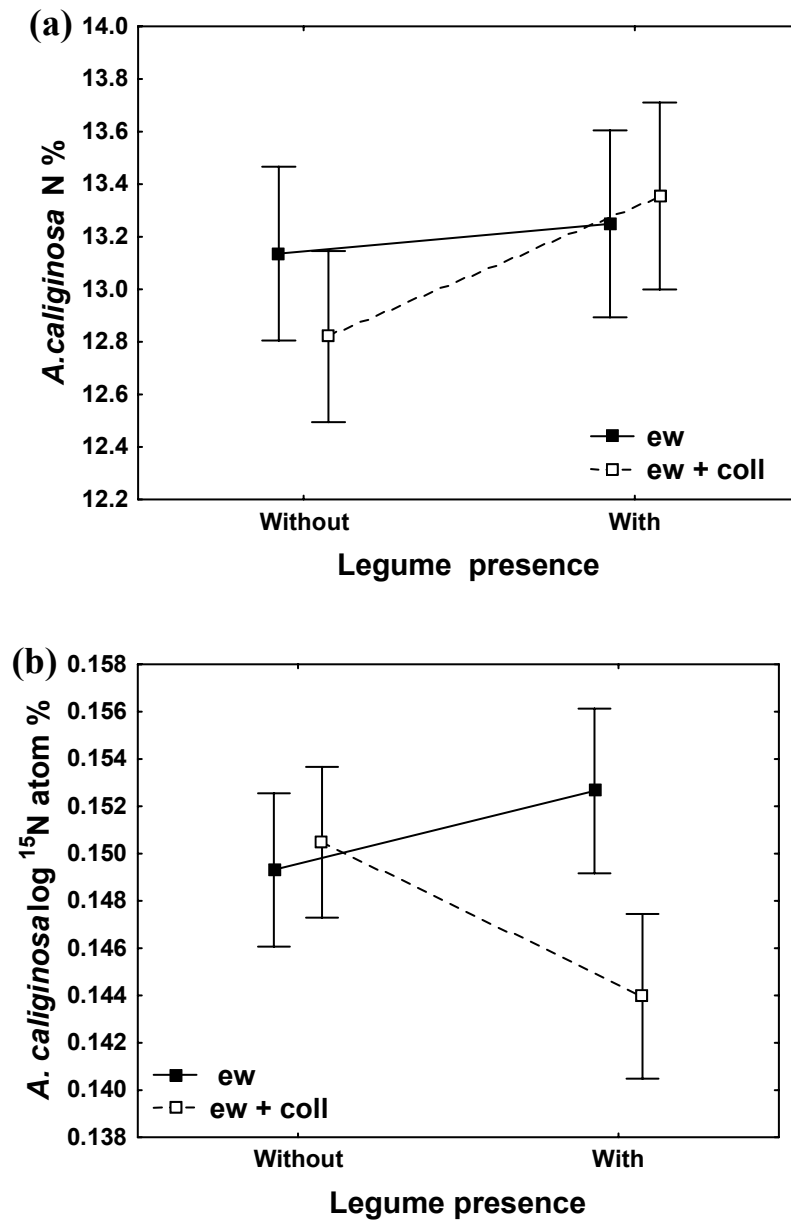 (a)
A.caliginosa N %
14.0
13.8
13.6
13.4
13.2
13.0
12.8
12.6
12.4
12.2
ew
ew + coll
Without With
Legume presence
(b)
A. caliginosa log ¹⁵N atom %
0.158
0.156
0.154
0.152
0.150
0.148
0.146
0.144
0.142
0.140
0.138
ew
ew + coll
Without With
Legume presence